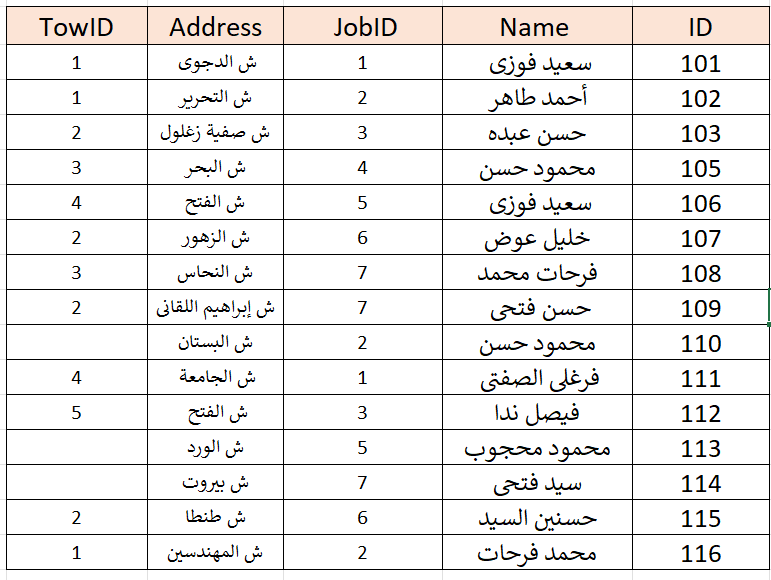 TowID Address JobID Name ID
1 ش الدجوى 1 سعيد فوزى 101
1 ش التحرير 2 أحمد طاهر 102
2 ش صفية زغلول 3 حسن عبده 103
3 ش البحر 4 محمود حسن 105
4 ش الفتح 5 سعيد فوزى 106
2 ش الزهور 6 خليل عوض 107
3 ش النحاس 7 فرحات محمد 108
2 ش إبراهيم اللقانى 7 حسن فتحى 109
ش البستان 2 محمود حسن 110
4 ش الجامعة 1 فرغلى الصفتى 111
5 ش الفتح 3 فيصل ندا 112
ش الورد 5 محمود محجوب 113
ش بيروت 7 سيد فتحى 114
2 ش طنطا 6 حسنين السيد 115
1 ش المهندسين 2 محمد فرحات 116